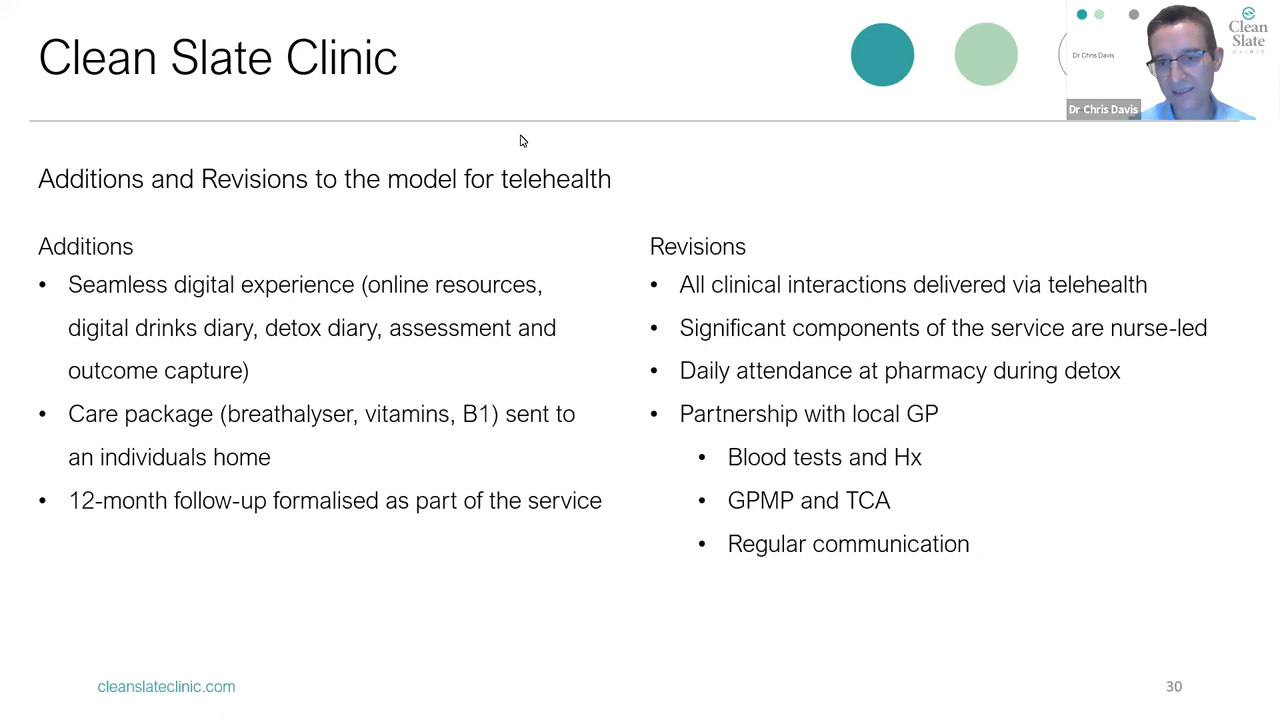 Clean Slate Clinic
Dr Chris Davis
Clean
Slate
CLINIC
Dr Chris Davis
Additions and Revisions to the model for telehealth
Additions
• Seamless digital experience (online resources,
digital drinks diary, detox diary, assessment and
outcome capture)
• Care package (breathalyser, vitamins, B1) sent to
an individuals home
• 12-month follow-up formalised as part of the service
Revisions
• All clinical interactions delivered via telehealth
• Significant components of the service are nurse-led
• Daily attendance at pharmacy during detox
• Partnership with local GP
• Blood tests and Hx
• GPMP and TCA
• Regular communication
cleanslateclinic.com
30